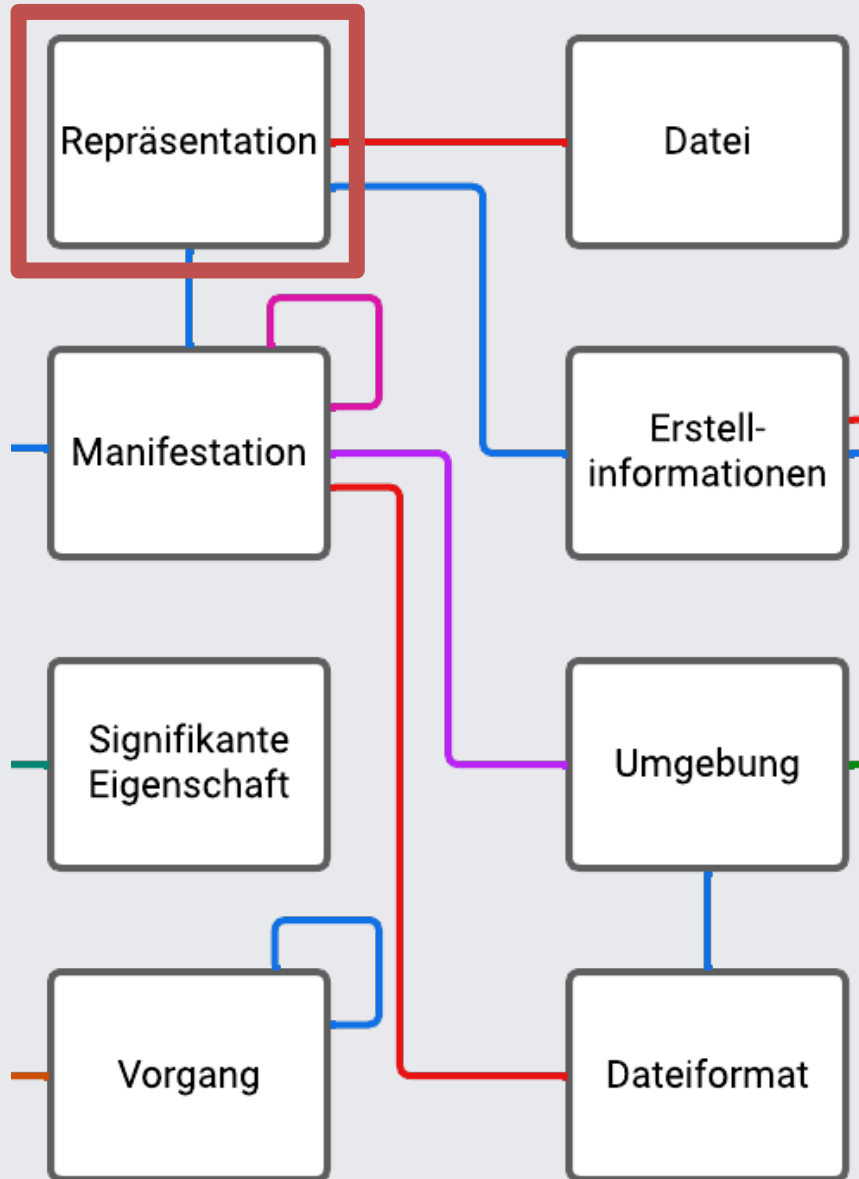 Repräsentation
Datei
Manifestation
Erstell-
informationen
Signifikante
Eigenschaft
Umgebung
Vorgang
Dateiformat